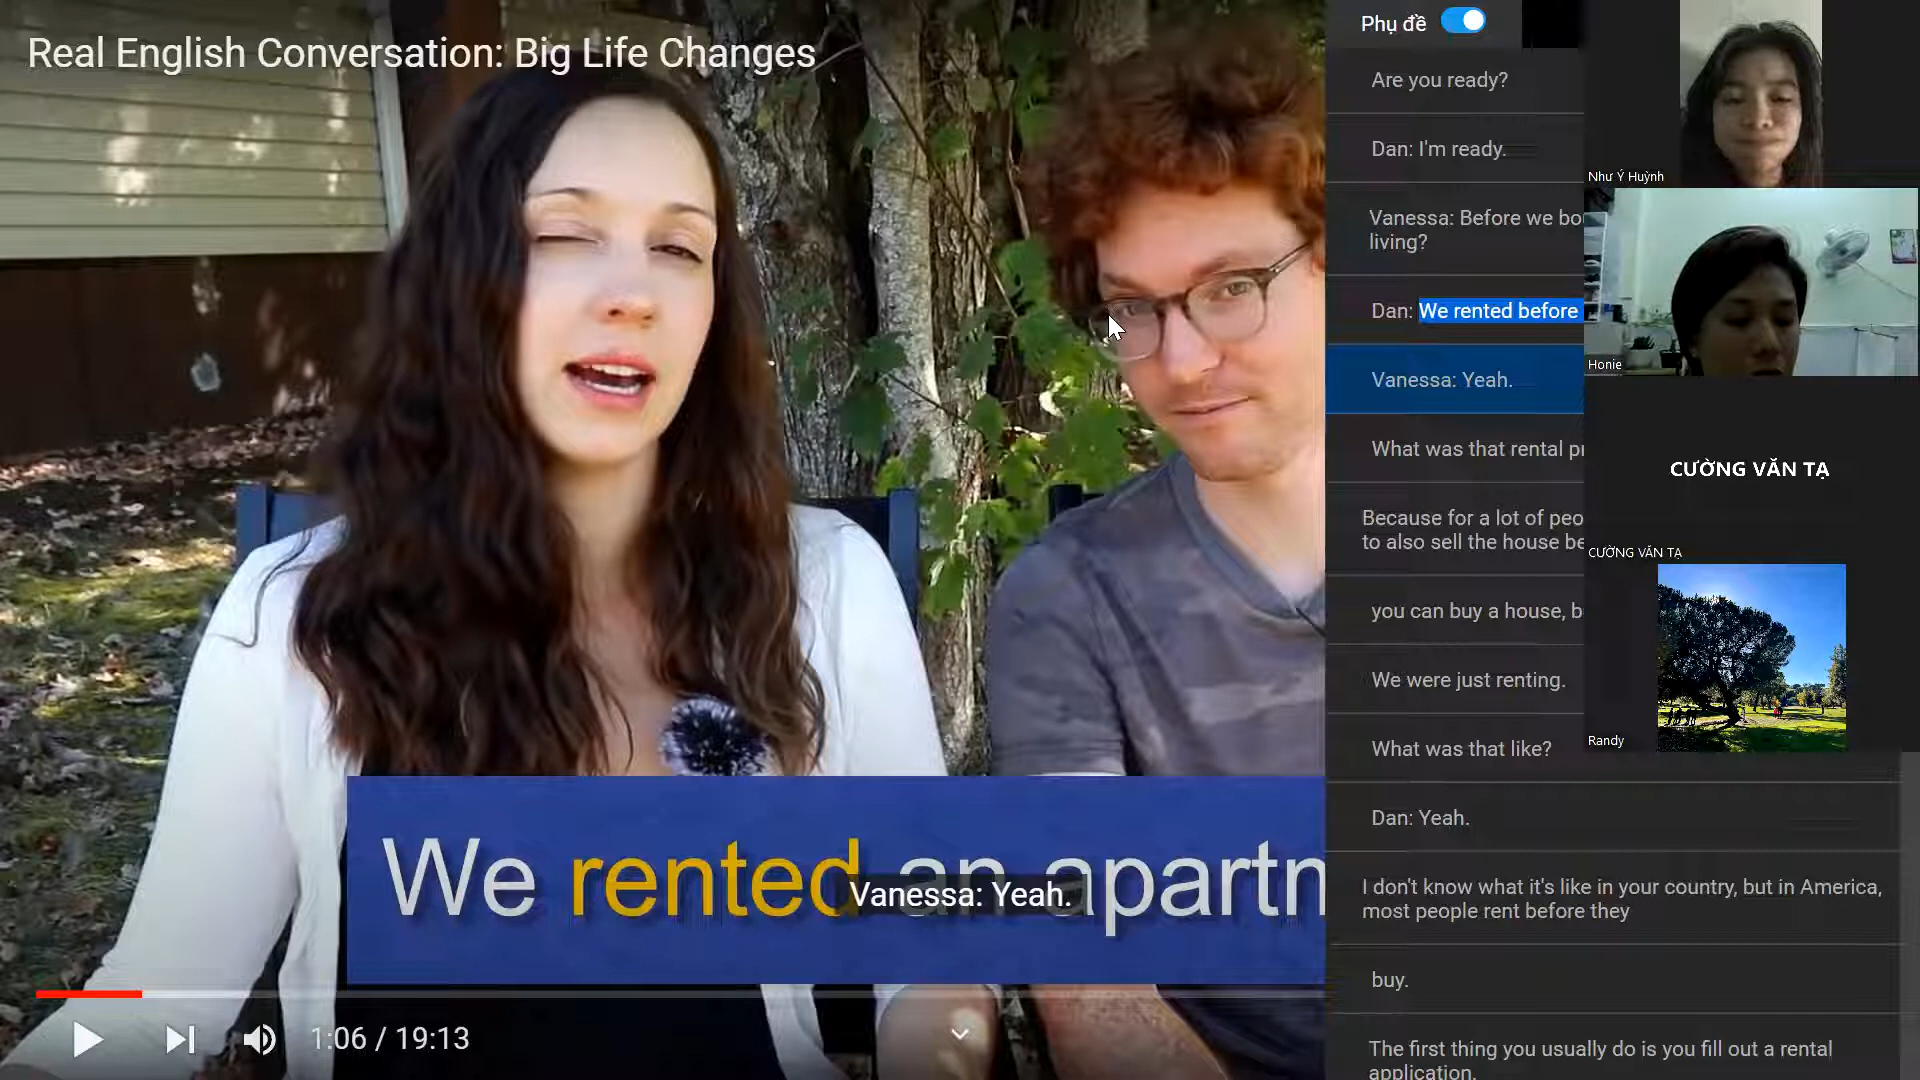 Real English Conversation: Big Life Changes
We rented an apartn
Vanessa: Yeah.
1:06 / 19:13
Phụ đề
Are you ready?
Dan: I'm ready.
Vanessa: Before we bo
living?
Dan: We rented before
Vanessa: Yeah.
What was that rental pr
Because for a lot of peo
to also sell the house be
you can buy a house, b
We were just renting.
What was that like?
Dan: Yeah.
I don't know what it's like in your country, but in America,
most people rent before they
buy.
The first thing you usually do is you fill out a rental
application.
Như Ý Huỳnh
Honie
CƯỜNG VĂN TẠ
CƯỜNG VĂN TẠ
Randy